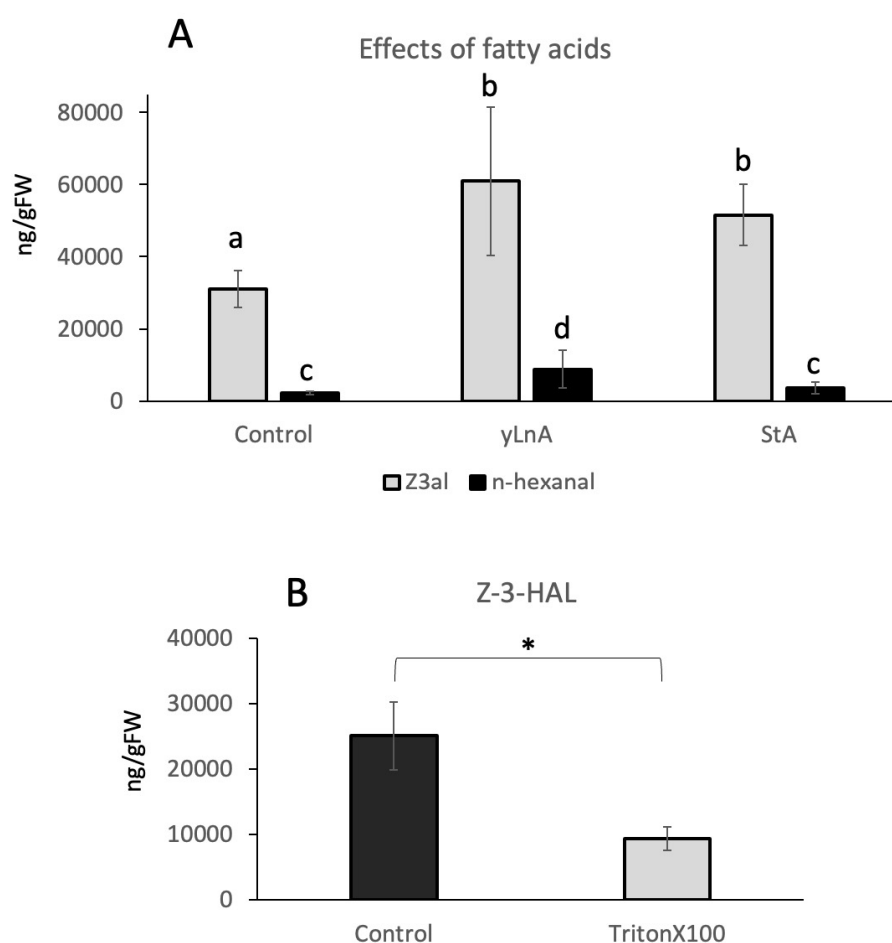 A
Effects of fatty acids
ng/gFW
80000
60000
40000
20000
0
a
c
b
d
b
c
Control
yLnA
StA
Z3al
n-hexanal
B
Z-3-HAL
ng/gFW
40000
30000
20000
10000
0
*
Control
TritonX100